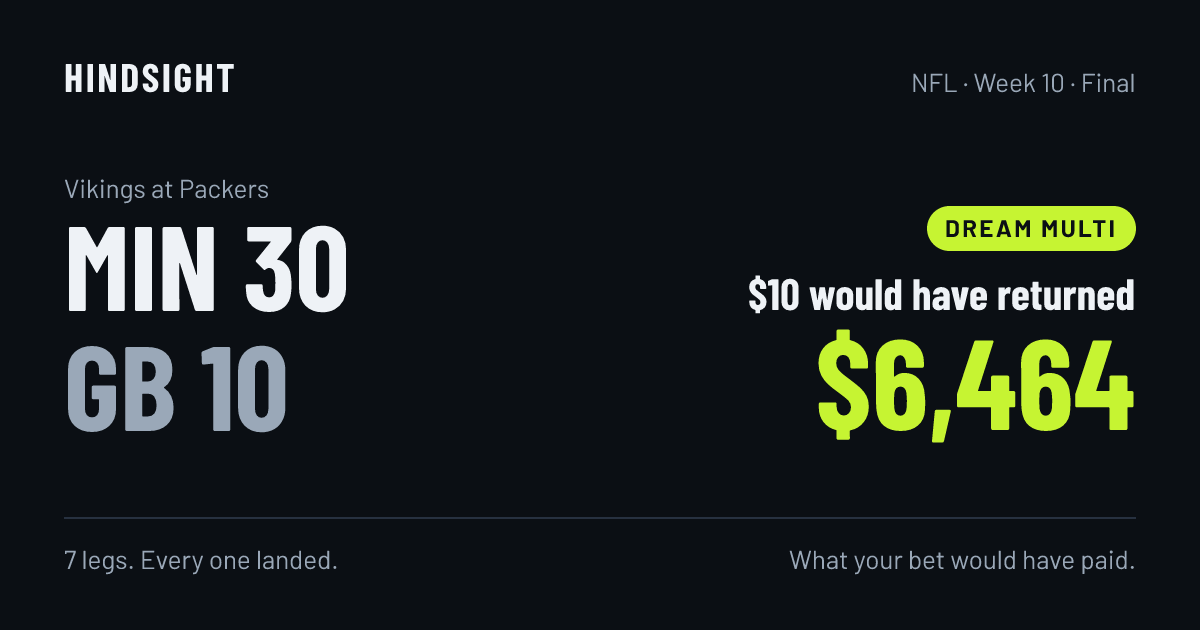 HINDSIGHT
NFL · Week 10 · Final
Vikings at Packers
MIN 30
GB 10
DREAM MULTI
$10 would have returned
$6,464
7 legs. Every one landed.
What your bet would have paid.